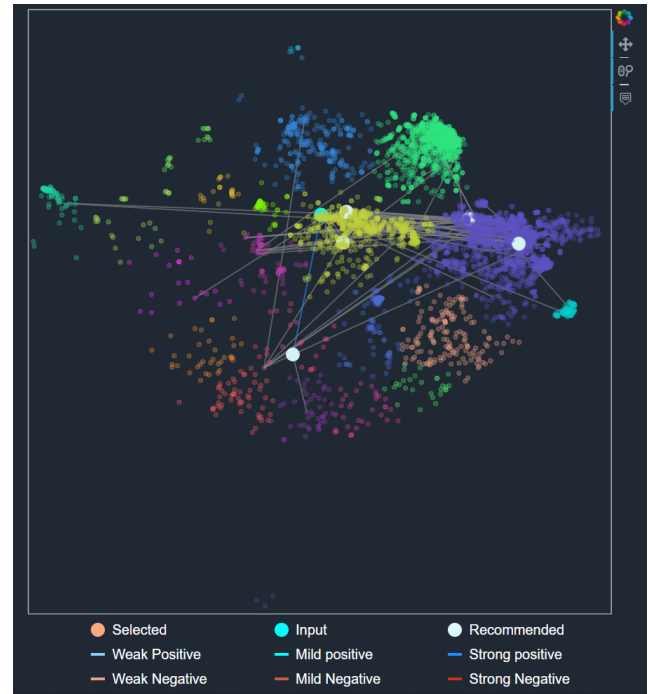 Selected Input Recommended
Weak Positive Mild positive Strong positive
Weak Negative Mild Negative Strong Negative